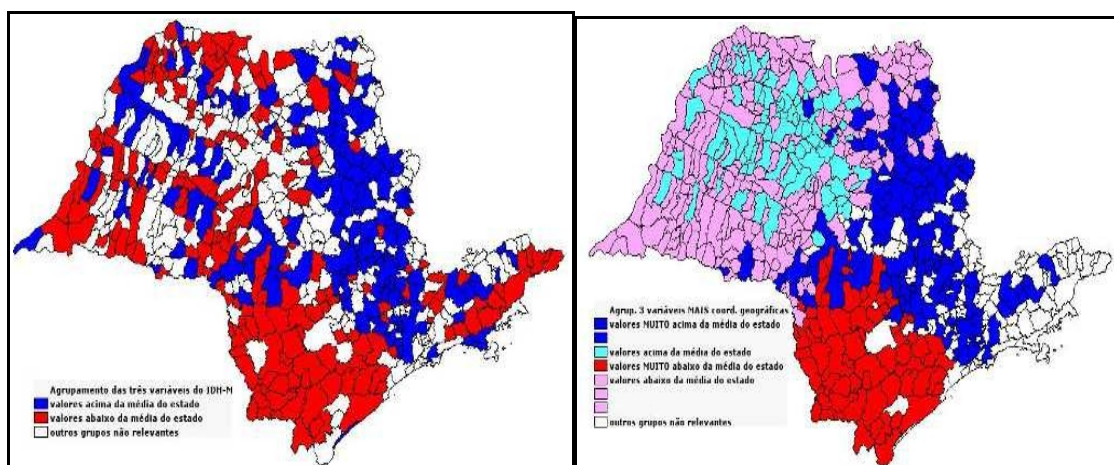 Agrupamento das três variáveis do IDH-M
valores acima da média do estado
valores abaixo da média do estado
outros grupos não relevantes
Agrup. 3 variáveis MAIS coord. geográficas
valores MUITO acima da média do estado
valores acima da média do estado
valores MUITO abaixo da média do estado
valores abaixo da média do estado
outros grupos não relevantes